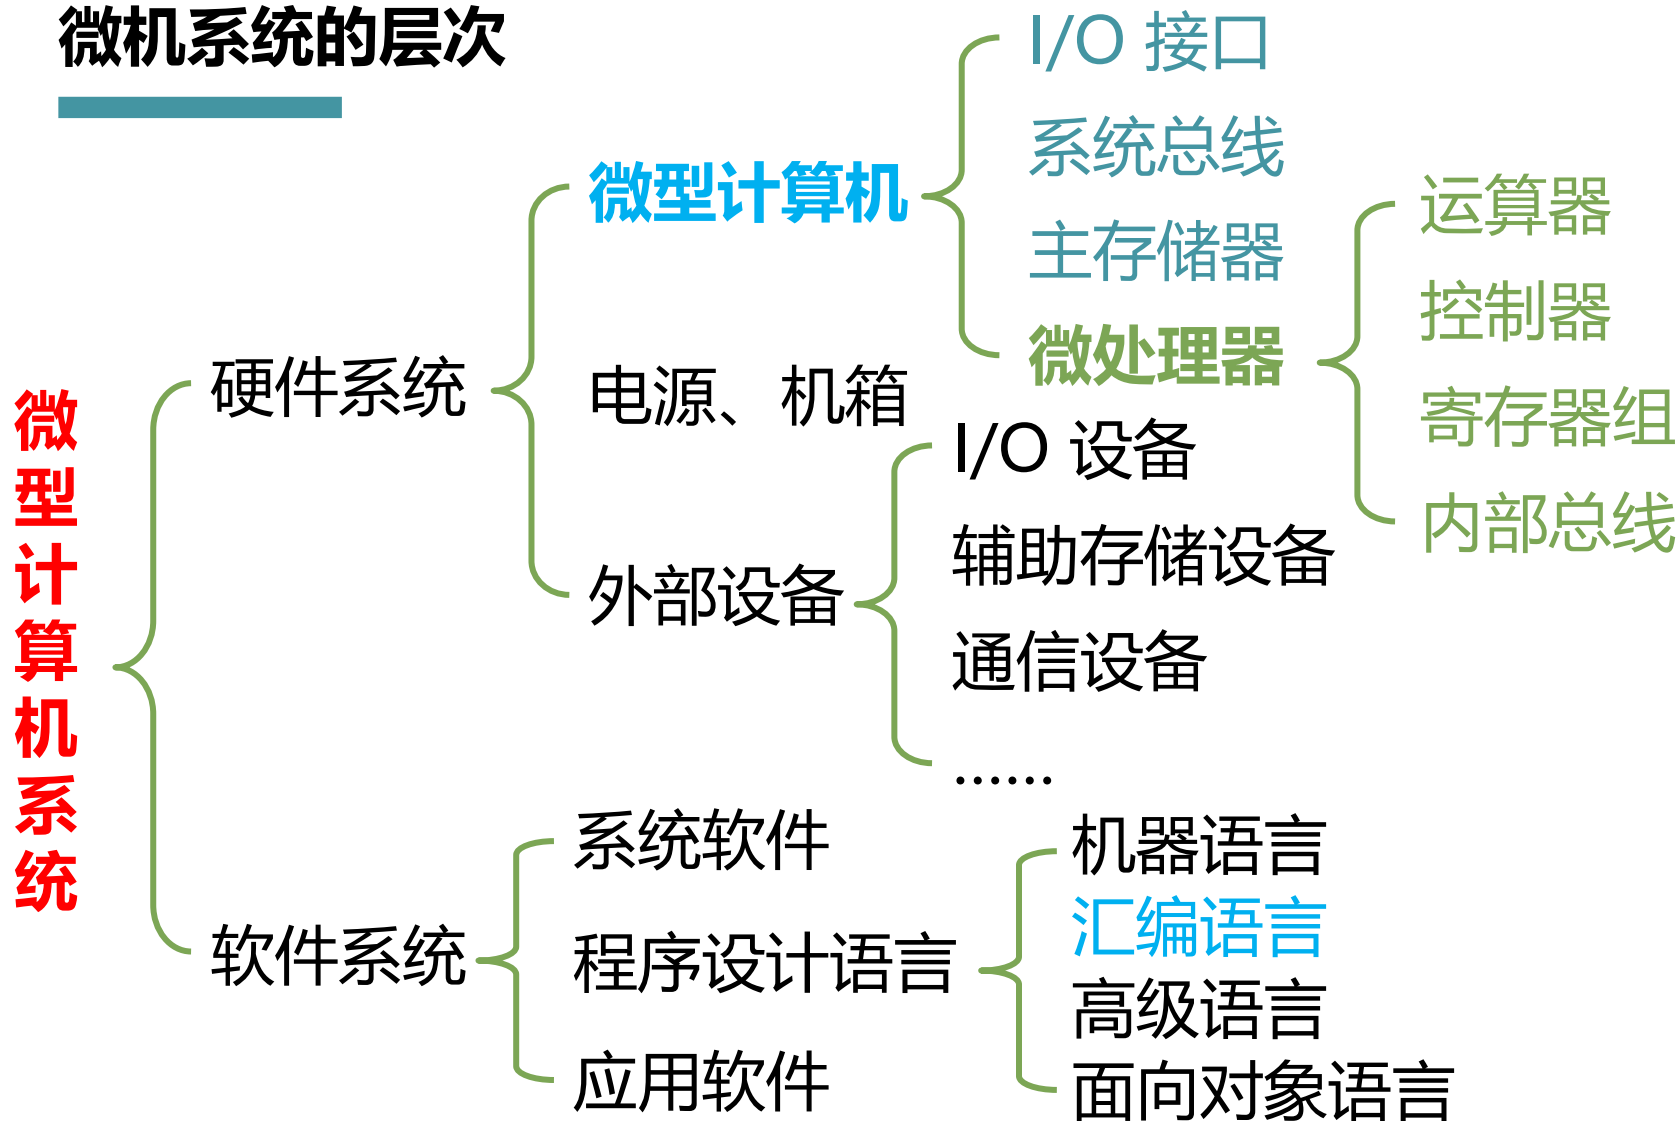 微机系统的层次
微型计算机系统
硬件系统
微型计算机
I/O 接口
系统总线
主存储器
微处理器
运算器
控制器
寄存器组
内部总线
电源、机箱
外部设备
I/O 设备
辅助存储设备
通信设备
……
软件系统
系统软件
程序设计语言
机器语言
汇编语言
高级语言
面向对象语言
应用软件